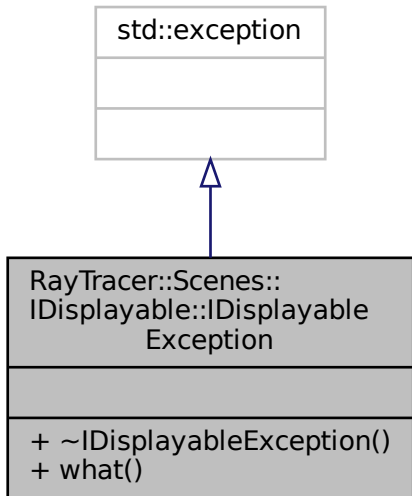 std::exception
RayTracer::Scenes::
IDisplayable::IDisplayable
Exception
+ ~IDisplayableException()
+ what()